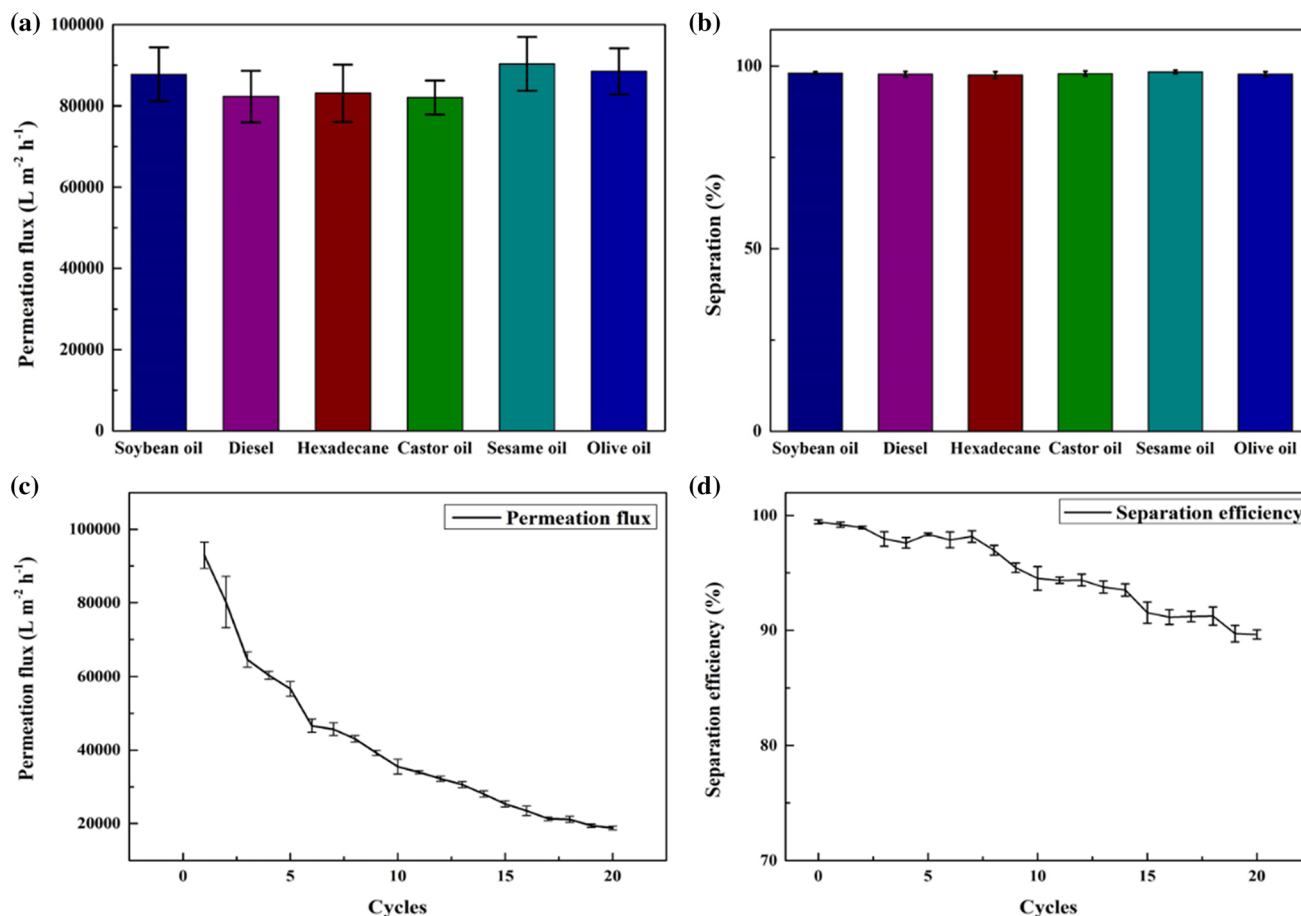 (a)
100000
80000
60000
40000
20000
0
Permeation flux (L m⁻² h⁻¹)
Soybean oil Diesel Hexadecane Castor oil Sesame oil Olive oil
(b)
100
50
0
Separation (%)
Soybean oil Diesel Hexadecane Castor oil Sesame oil Olive oil
(c)
Permeation flux
100000
80000
60000
40000
20000
Permeation flux (L m⁻² h⁻¹)
0 5 10 15 20
Cycles
(d)
Separation efficiency
100
90
80
70
Separation efficiency (%)
0 5 10 15 20
Cycles